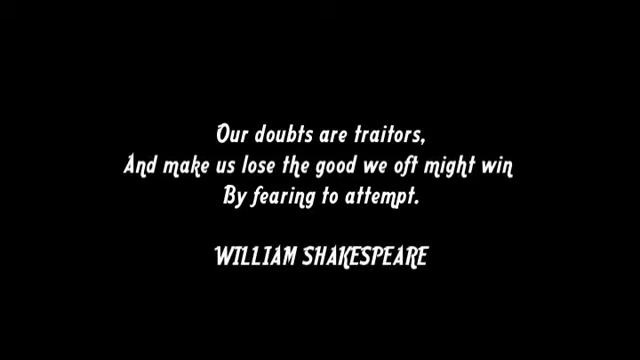 Our doubts are traitors,
And make us lose the good we oft might win
By fearing to attempt.
WILLIAM SHAKESPEARE